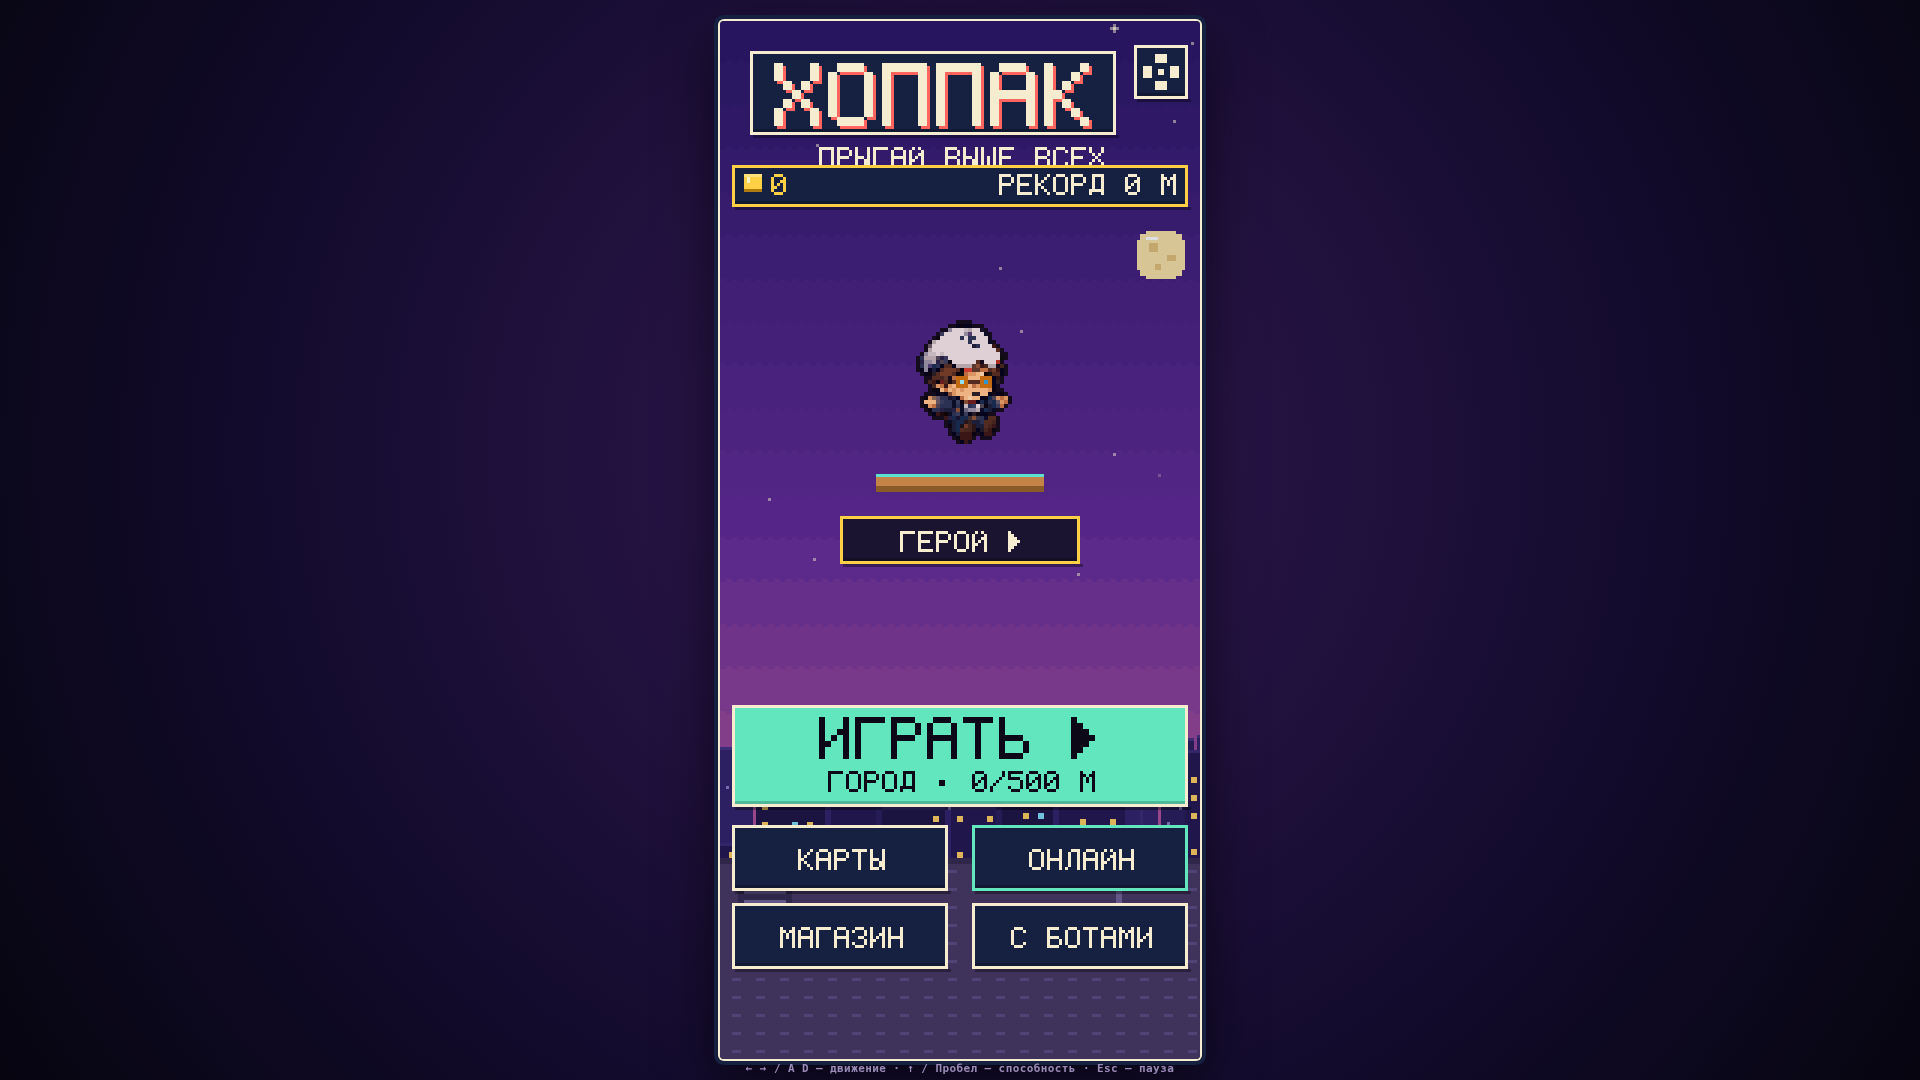 ХОППАК
ПРЫГАЙ ВЫШЕ ВСЕХ
0 РЕКОРД 0 М
ГЕРОЙ ▶
ИГРАТЬ ▶
ГОРОД · 0/500 М
КАРТЫ ОНЛАЙН
МАГАЗИН С БОТАМИ
← → / A D — движение · ↑ / Пробел — способность · Esc — пауза